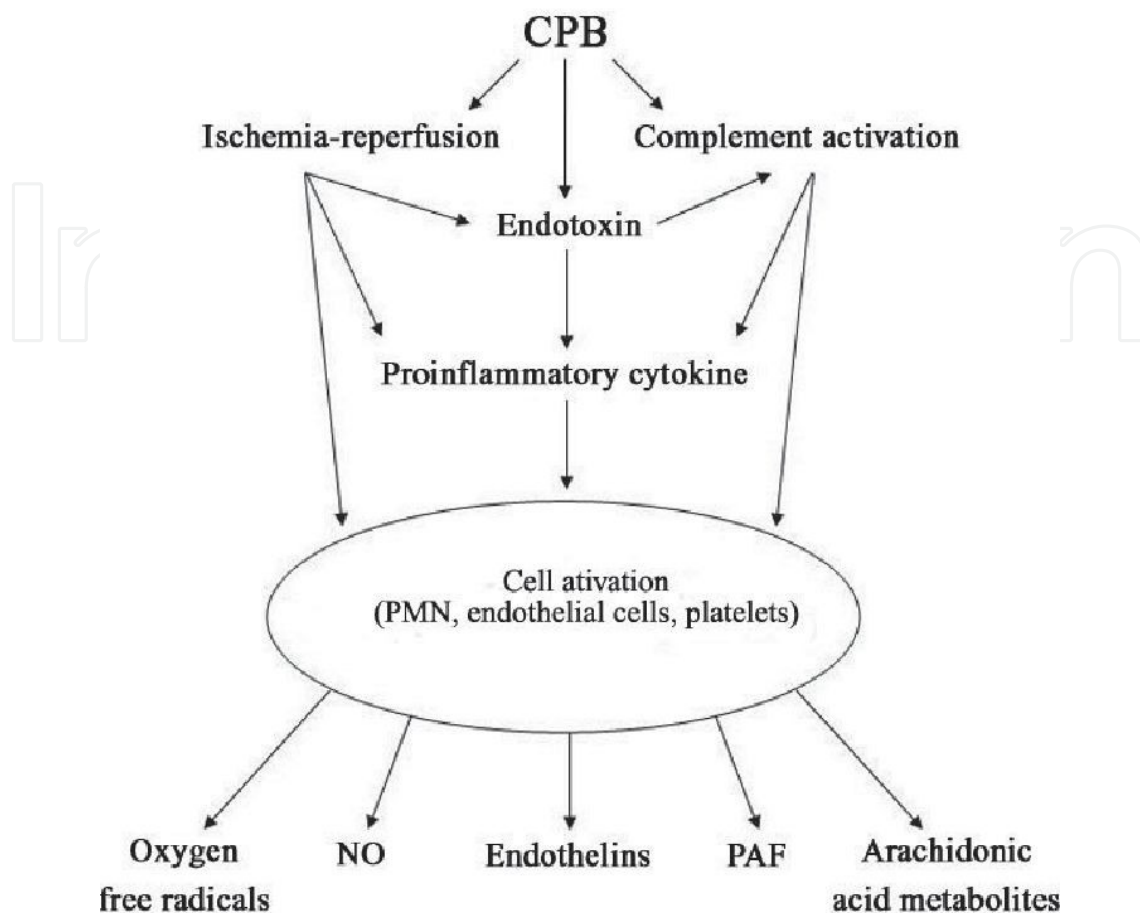 CPB
Ischemia-reperfusion
Complement activation
Endotoxin
Proinflammatory cytokine
Cell ativation
(PMN, endothelial cells, platelets)
Oxygen
free radicals
NO
Endothelins
PAF
Arachidonic
acid metabolites